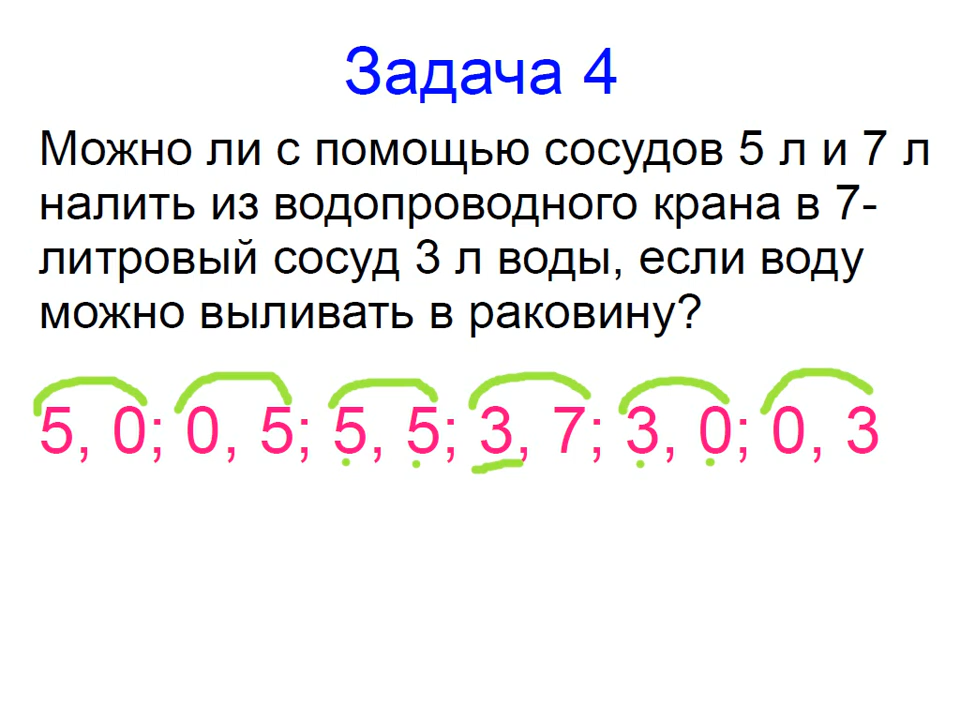 Задача 4
Можно ли с помощью сосудов 5 л и 7 л
налить из водопроводного крана в 7-
литровый сосуд 3 л воды, если воду
можно выливать в раковину?
5, 0; 0, 5; 5, 5; 3, 7; 3, 0; 0, 3